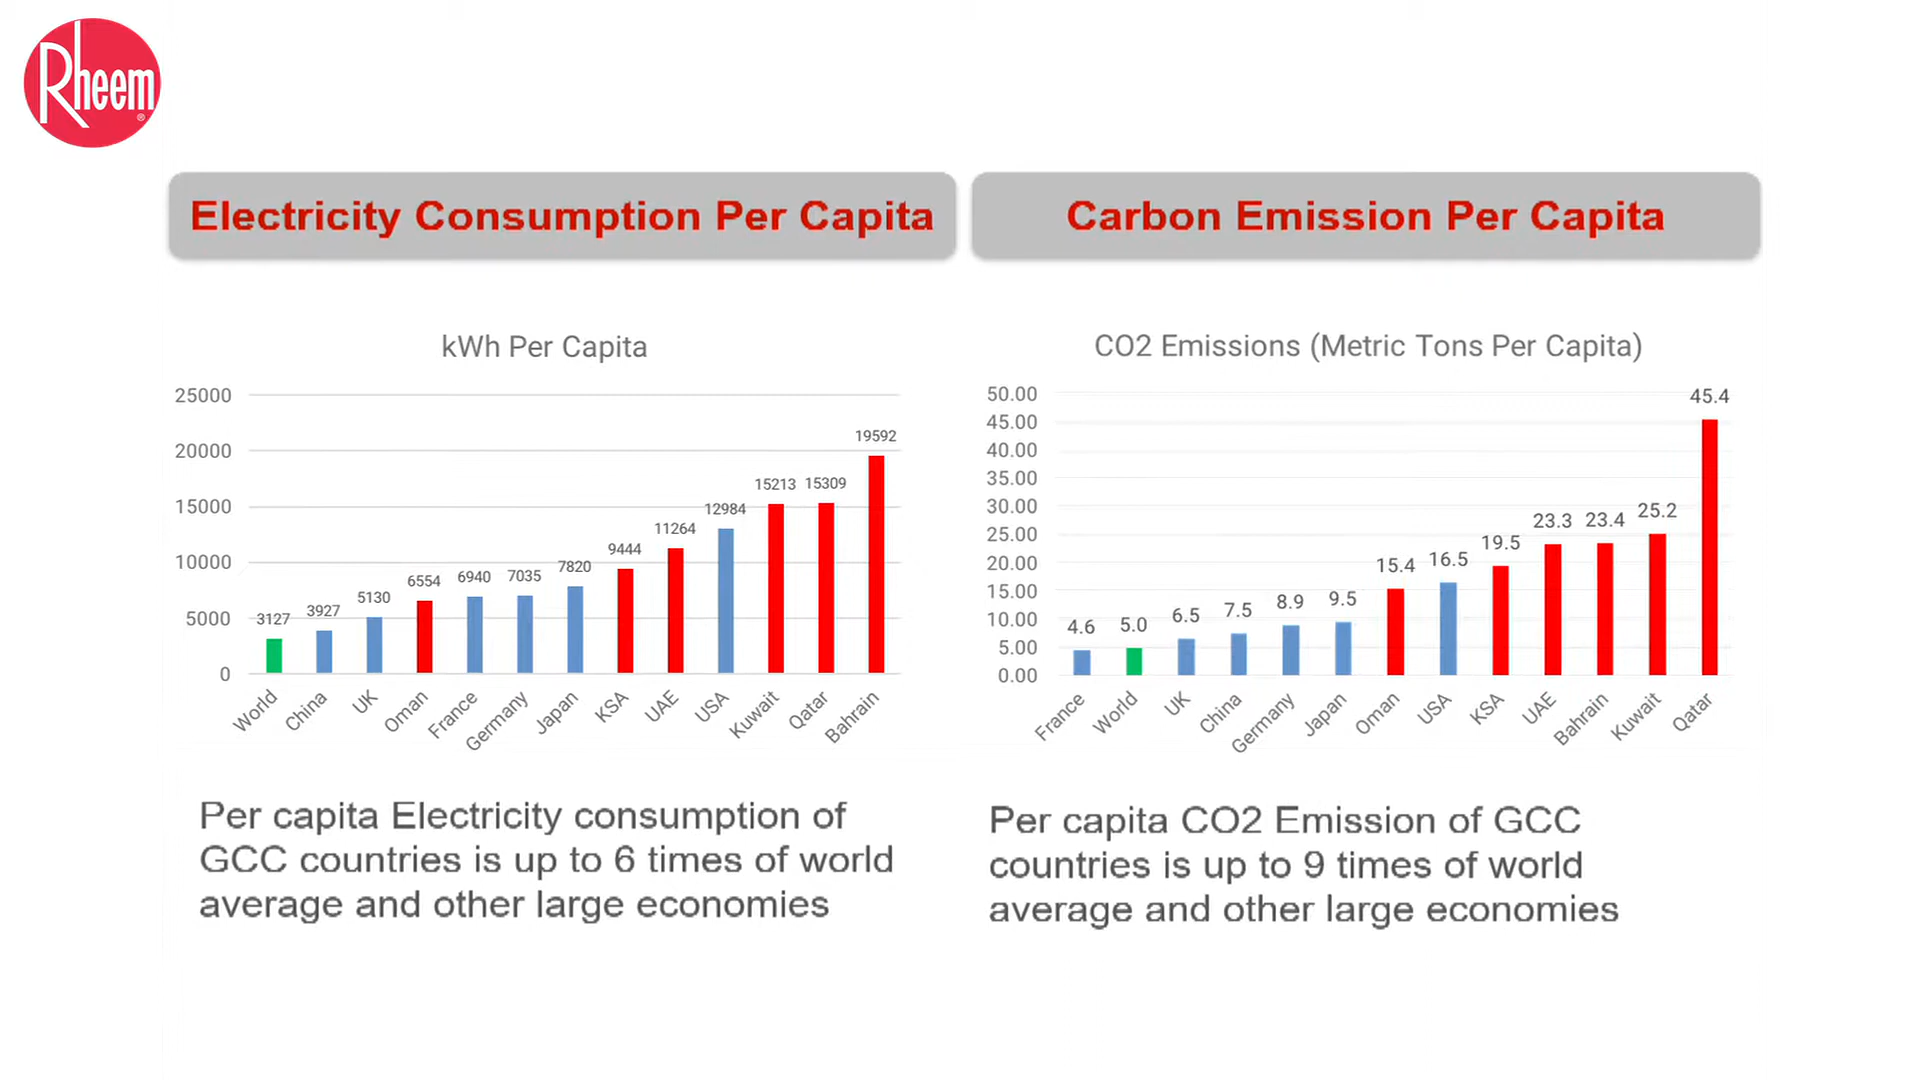 Rheem
®
Electricity Consumption Per Capita
kWh Per Capita
25000
20000
15000
10000
5000
0
3127
3927
5130
6554
6940
7035
7820
9444
11264
12984
15213
15309
19592
World
China
UK
Oman
France
Germany
Japan
KSA
UAE
USA
Kuwait
Qatar
Bahrain
Per capita Electricity consumption of
GCC countries is up to 6 times of world
average and other large economies
Carbon Emission Per Capita
CO2 Emissions (Metric Tons Per Capita)
50.00
45.00
40.00
35.00
30.00
25.00
20.00
15.00
10.00
5.00
0.00
4.6
5.0
6.5
7.5
8.9
9.5
15.4
16.5
19.5
23.3
23.4
25.2
45.4
France
World
UK
China
Germany
Japan
Oman
USA
KSA
UAE
Bahrain
Kuwait
Qatar
Per capita CO2 Emission of GCC
countries is up to 9 times of world
average and other large economies